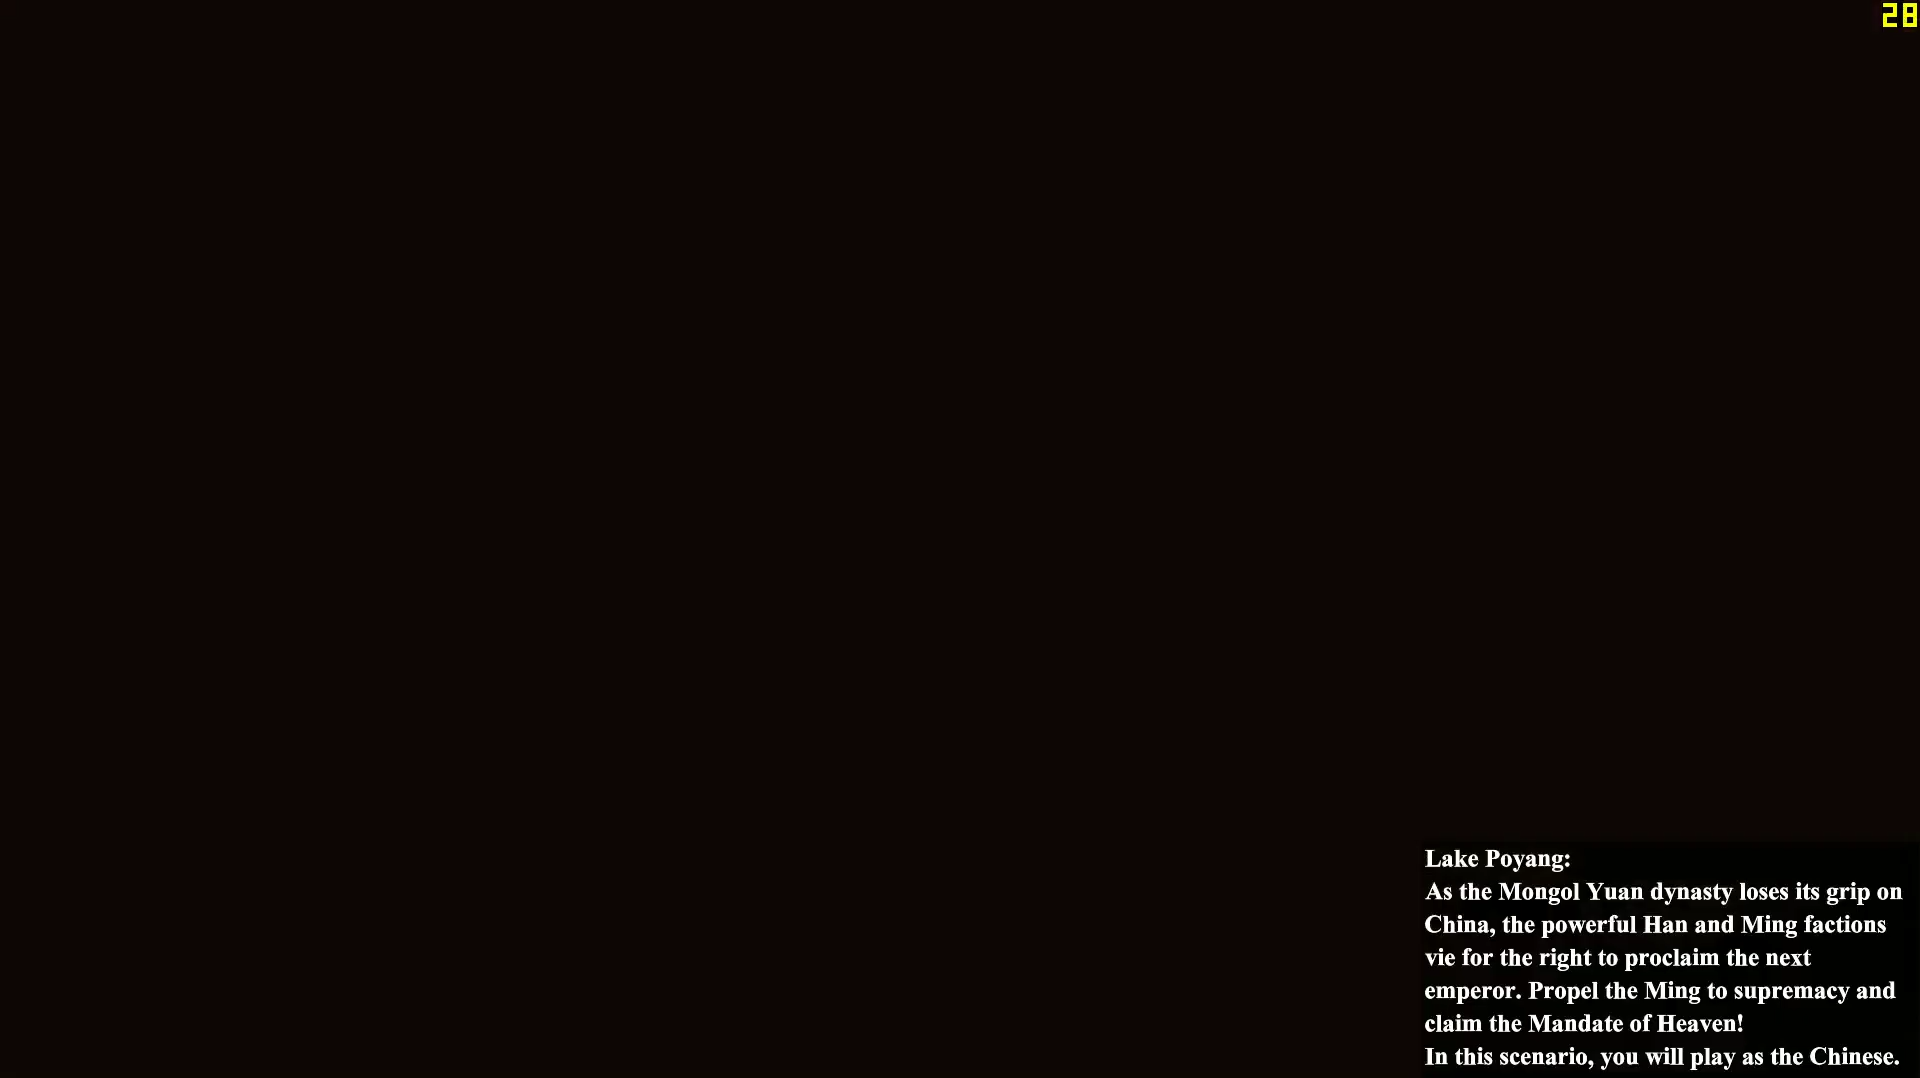 28
Lake Poyang:
As the Mongol Yuan dynasty loses its grip on
China, the powerful Han and Ming factions
vie for the right to proclaim the next
emperor. Propel the Ming to supremacy and
claim the Mandate of Heaven!
In this scenario, you will play as the Chinese.